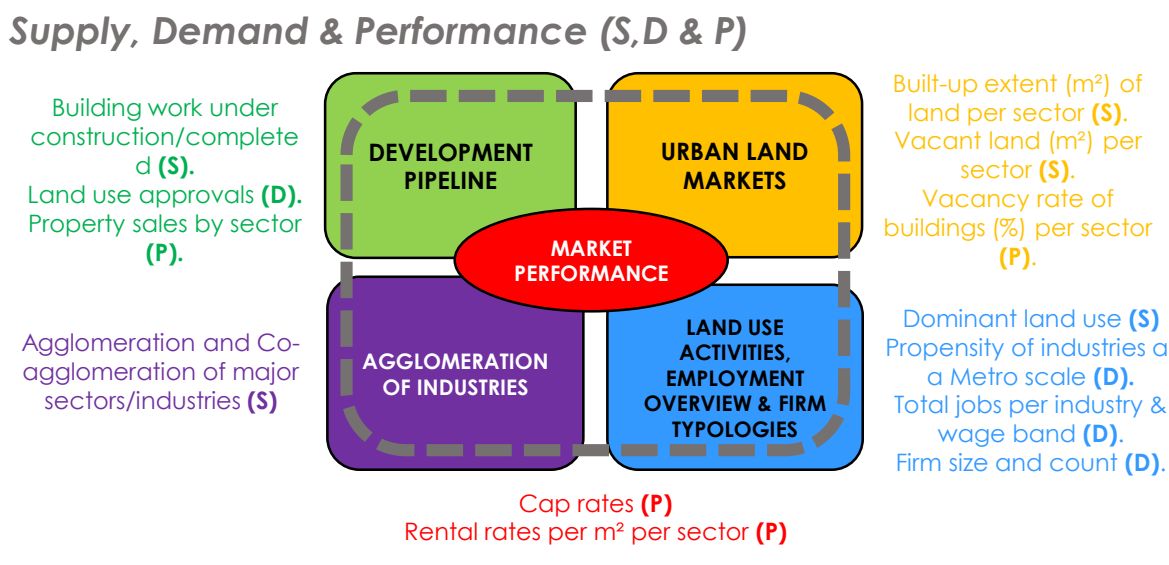 Supply, Demand & Performance (S,D & P)
Building work under
construction/complete
d (S).
Land use approvals (D).
Property sales by sector
(P).
DEVELOPMENT
PIPELINE
URBAN LAND
MARKETS
Built-up extent (m²) of
land per sector (S).
Vacant land (m²) per
sector (S).
Vacancy rate of
buildings (%) per sector
(P).
MARKET
PERFORMANCE
Agglomeration and Co-
agglomeration of major
sectors/industries (S)
AGGLOMERATION
OF INDUSTRIES
LAND USE
ACTIVITIES,
EMPLOYMENT
OVERVIEW & FIRM
TYPOLOGIES
Dominant land use (S)
Propensity of industries a
a Metro scale (D).
Total jobs per industry &
wage band (D).
Firm size and count (D).
Cap rates (P)
Rental rates per m² per sector (P)